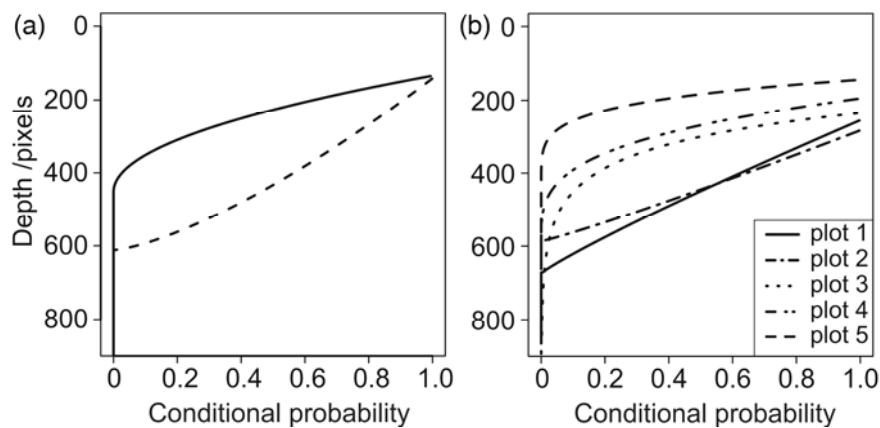 (a)
Depth /pixels
0
200
400
600
800
0 0.2 0.4 0.6 0.8 1.0
Conditional probability
(b)
0
200
400
600
800
plot 1
plot 2
plot 3
plot 4
plot 5
0 0.2 0.4 0.6 0.8 1.0
Conditional probability